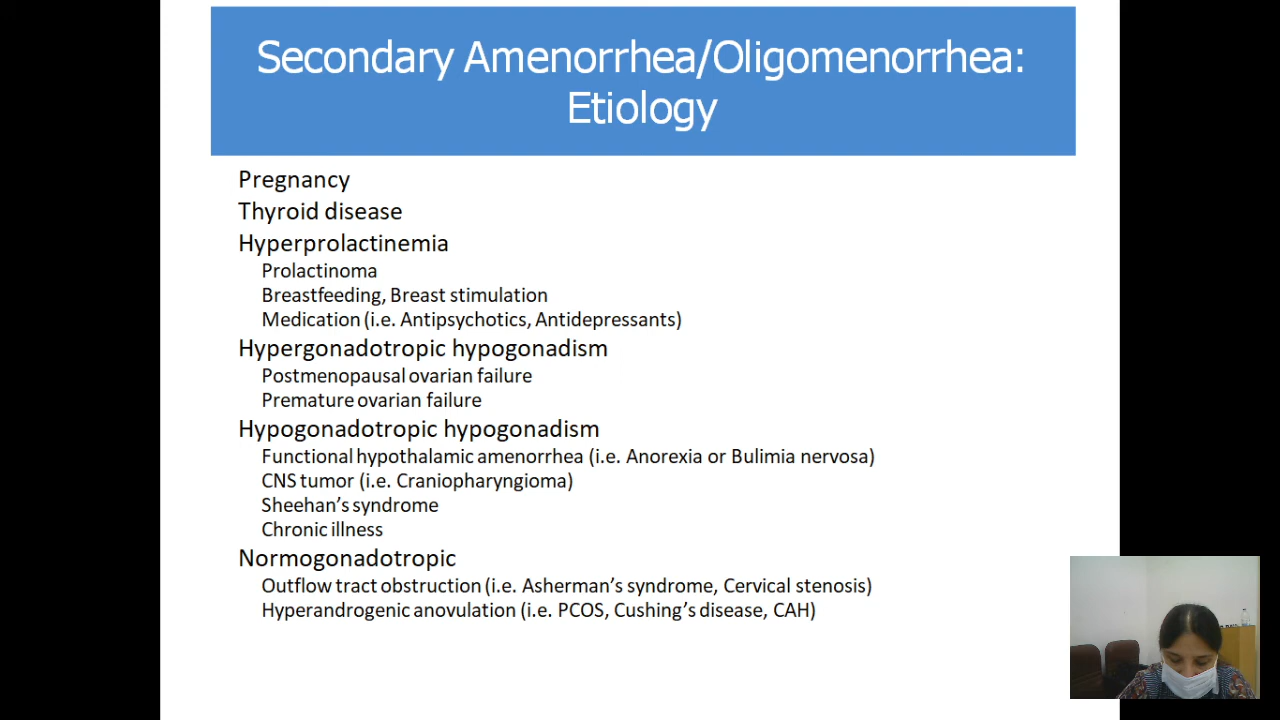 Secondary Amenorrhea/Oligomenorrhea:
Etiology
Pregnancy
Thyroid disease
Hyperprolactinemia
Prolactinoma
Breastfeeding, Breast stimulation
Medication (i.e. Antipsychotics, Antidepressants)
Hypergonadotropic hypogonadism
Postmenopausal ovarian failure
Premature ovarian failure
Hypogonadotropic hypogonadism
Functional hypothalamic amenorrhea (i.e. Anorexia or Bulimia nervosa)
CNS tumor (i.e. Craniopharyngioma)
Sheehan’s syndrome
Chronic illness
Normogonadotropic
Outflow tract obstruction (i.e. Asherman’s syndrome, Cervical stenosis)
Hyperandrogenic anovulation (i.e. PCOS, Cushing’s disease, CAH)